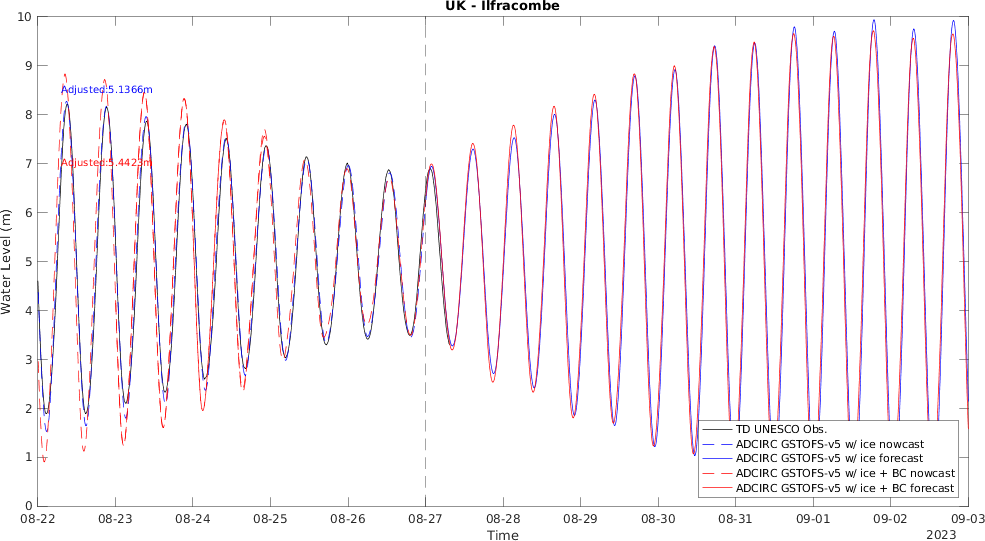 UK - Ilfracombe
10
9
8
7
6
5
4
3
2
1
0
Water Level (m)
Adjusted:5.1366m
Adjusted:5.4423m
TD UNESCO Obs.
ADCIRC GSTOFS-v5 w/ ice nowcast
ADCIRC GSTOFS-v5 w/ ice forecast
ADCIRC GSTOFS-v5 w/ ice + BC nowcast
ADCIRC GSTOFS-v5 w/ ice + BC forecast
08-22 08-23 08-24 08-25 08-26 08-27 08-28 08-29 08-30 08-31 09-01 09-02 09-03
Time
2023